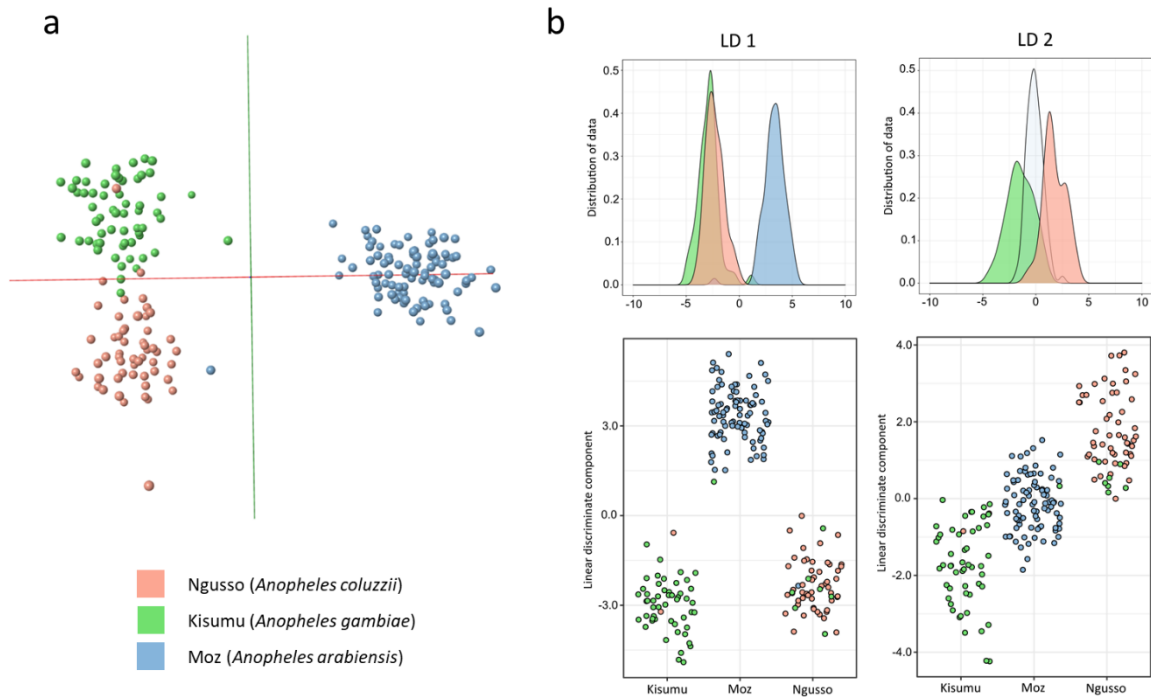 a
Ngusso (Anopheles coluzzii)
Kisumu (Anopheles gambiae)
Moz (Anopheles arabiensis)
b
LD 1
LD 2
Distribution of data
0.5
0.4
0.3
0.2
0.1
0.0
-10
-5
0
5
10
Distribution of data
0.5
0.4
0.3
0.2
0.1
0.0
-10
-5
0
5
10
Linear discriminate component
3.0
0.0
-3.0
Kisumu
Moz
Ngusso
Linear discriminate component
4.0
2.0
0.0
-2.0
-4.0
Kisumu
Moz
Ngusso